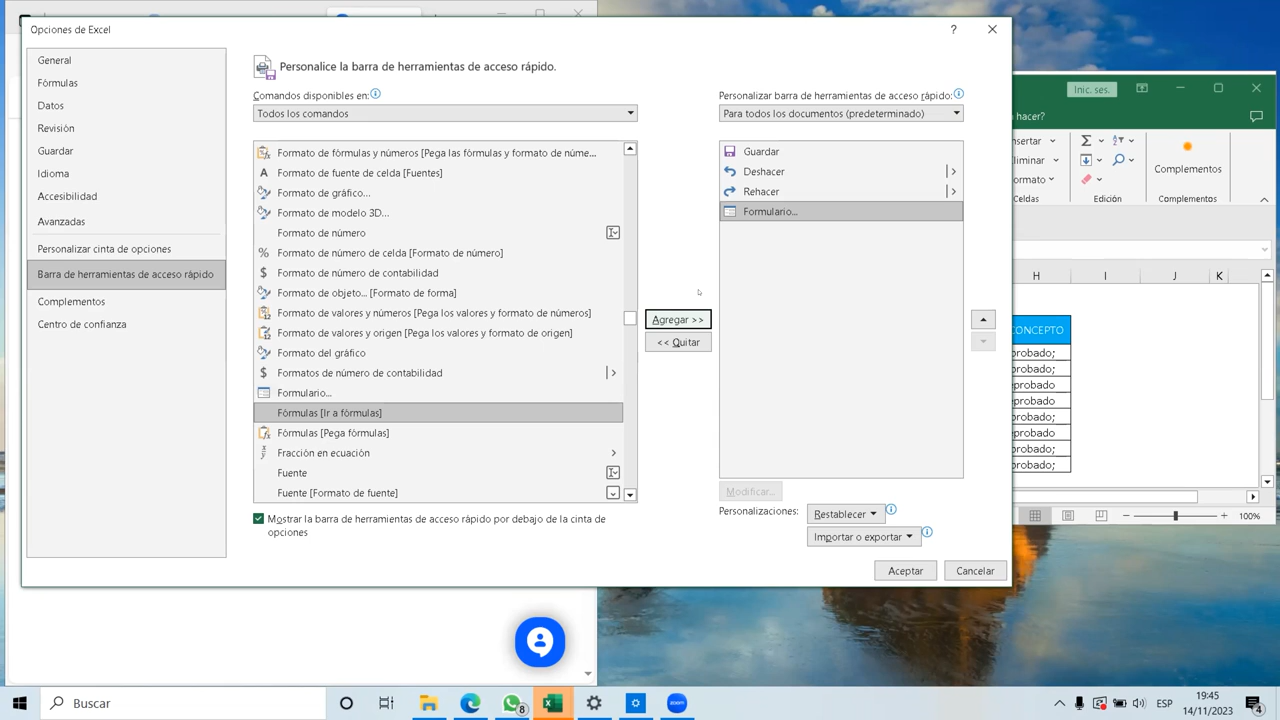 Opciones de Excel
?
General
Fórmulas
Datos
Revisión
Guardar
Idioma
Accesibilidad
Avanzadas
Personalizar cinta de opciones
Barra de herramientas de acceso rápido
Complementos
Centro de confianza
Personalice la barra de herramientas de acceso rápido.
Comandos disponibles en:
Todos los comandos
Formato de fórmulas y números [Pega las fórmulas y formato de núme...
Formato de fuente de celda [Fuentes]
Formato de gráfico...
Formato de modelo 3D...
Formato de número
Formato de número de celda [Formato de número]
Formato de número de contabilidad
Formato de objeto... [Formato de forma]
Formato de valores y números [Pega los valores y formato de números]
Formato de valores y origen [Pega los valores y formato de origen]
Formato del gráfico
Formatos de número de contabilidad
Formulario...
Fórmulas [Ir a fórmulas]
Fórmulas [Pega fórmulas]
Fracción en ecuación
Fuente
Fuente [Formato de fuente]
Mostrar la barra de herramientas de acceso rápido por debajo de la cinta de
opciones
Agregar >>
<< Quitar
Personalizar barra de herramientas de acceso rápido:
Para todos los documentos (predeterminado)
Guardar
Deshacer
Rehacer
Formulario...
Modificar...
Personalizaciones:
Restablecer
Importar o exportar
Aceptar
Cancelar
Inic. ses.
hacer?
nsertar
liminar
ormato
Celdas
Edición
Complementos
Complementos
H
I
J
K
CONCEPTO
probado;
probado;
eprobado
eprobado
probado;
eprobado
probado;
probado;
100%
Buscar
8
ESP
19:45
14/11/2023
4